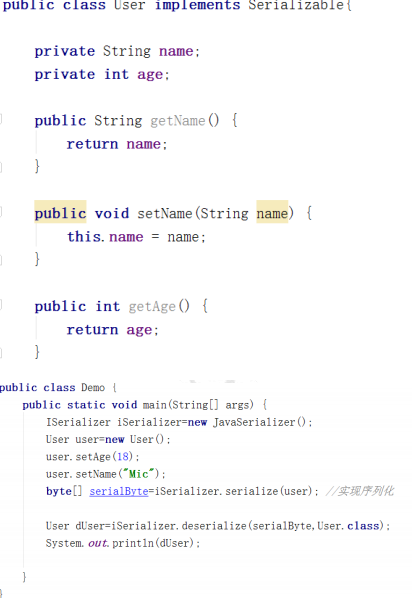 public class User implements Serializable{
private String name;
private int age;
public String getName() {
return name;
}
public void setName(String name) {
this.name = name;
}
public int getAge() {
return age;
}
public class Demo {
public static void main(String[] args) {
ISerializer iSerializer=new JavaSerializer();
User user=new User();
user.setAge(18);
user.setName("Mic");
byte[] serialByte=iSerializer.serialize(user); //实现序列化
User dUser=iSerializer.deserialize(serialByte,User.class);
System.out.println(dUser);
}
}